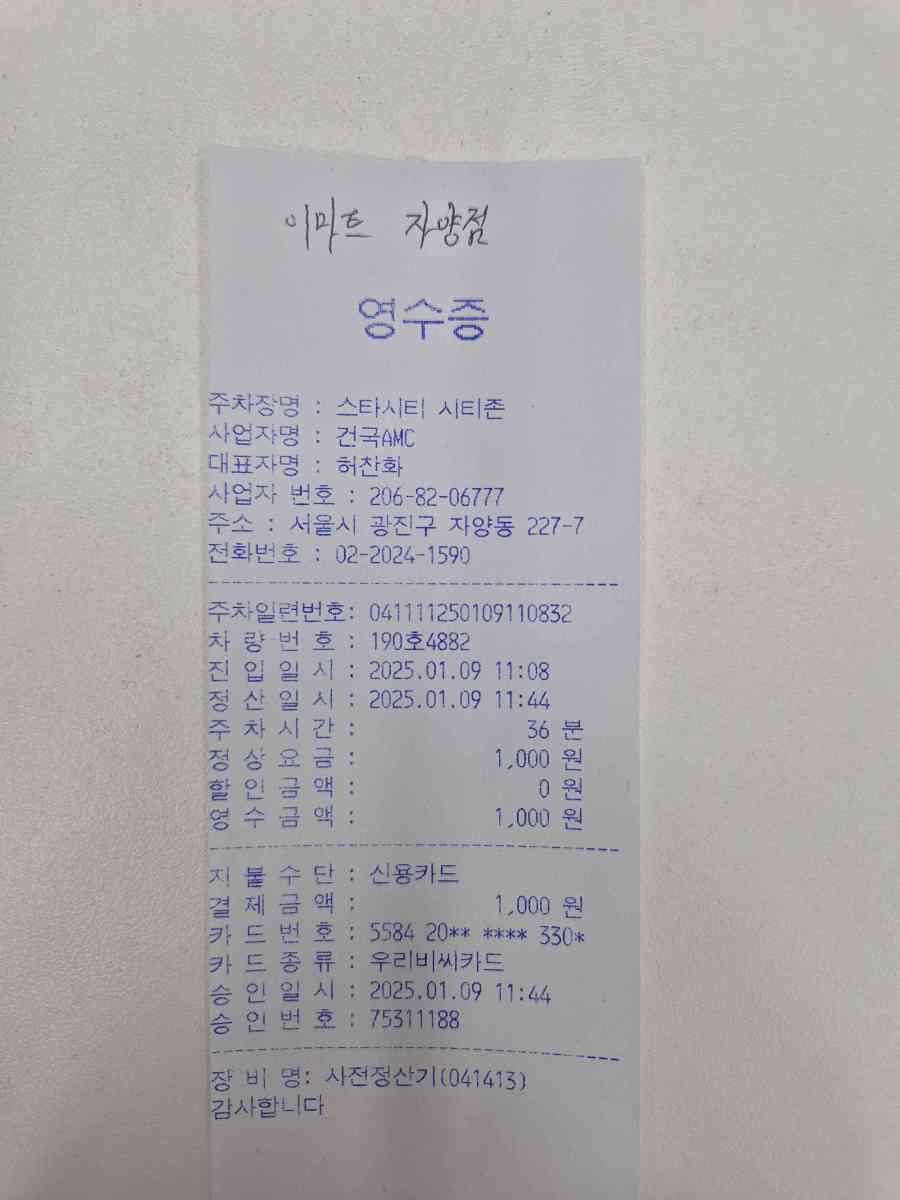 이마트 자양점
영수증
주차장명 : 스타시티 시티존
사업자명 : 건국AMC
대표자명 : 허찬화
사업자 번호 : 206-82-06777
주소 : 서울시 광진구 자양동 227-7
전화번호 : 02-2024-1590
주차일련번호: 041111250109110832
차 량 번 호 : 190호4882
진 입 일 시 : 2025.01.09 11:08
정 산 일 시 : 2025.01.09 11:44
주 차 시 간 : 36 분
정 상 요 금 : 1,000 원
할 인 금 액 : 0 원
영 수 금 액 : 1,000 원
지 불 수 단 : 신용카드
결 제 금 액 : 1,000 원
카 드 번 호 : 5584 20** **** 330*
카 드 종 류 : 우리비씨카드
승 인 일 시 : 2025.01.09 11:44
승 인 번 호 : 75311188
장 비 명: 사전정산기(041413)
감사합니다